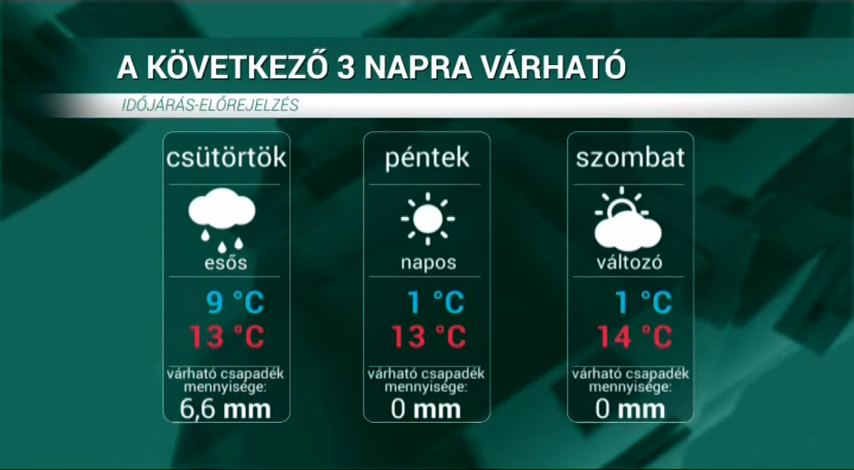 A KÖVETKEZŐ 3 NAPRA VÁRHATÓ
IDŐJÁRÁS-ELŐREJELZÉS
csütörtök
esős
9 °C
13 °C
várható csapadék
mennyisége:
6,6 mm
péntek
napos
1 °C
13 °C
várható csapadék
mennyisége:
0 mm
szombat
változó
1 °C
14 °C
várható csapadék
mennyisége:
0 mm